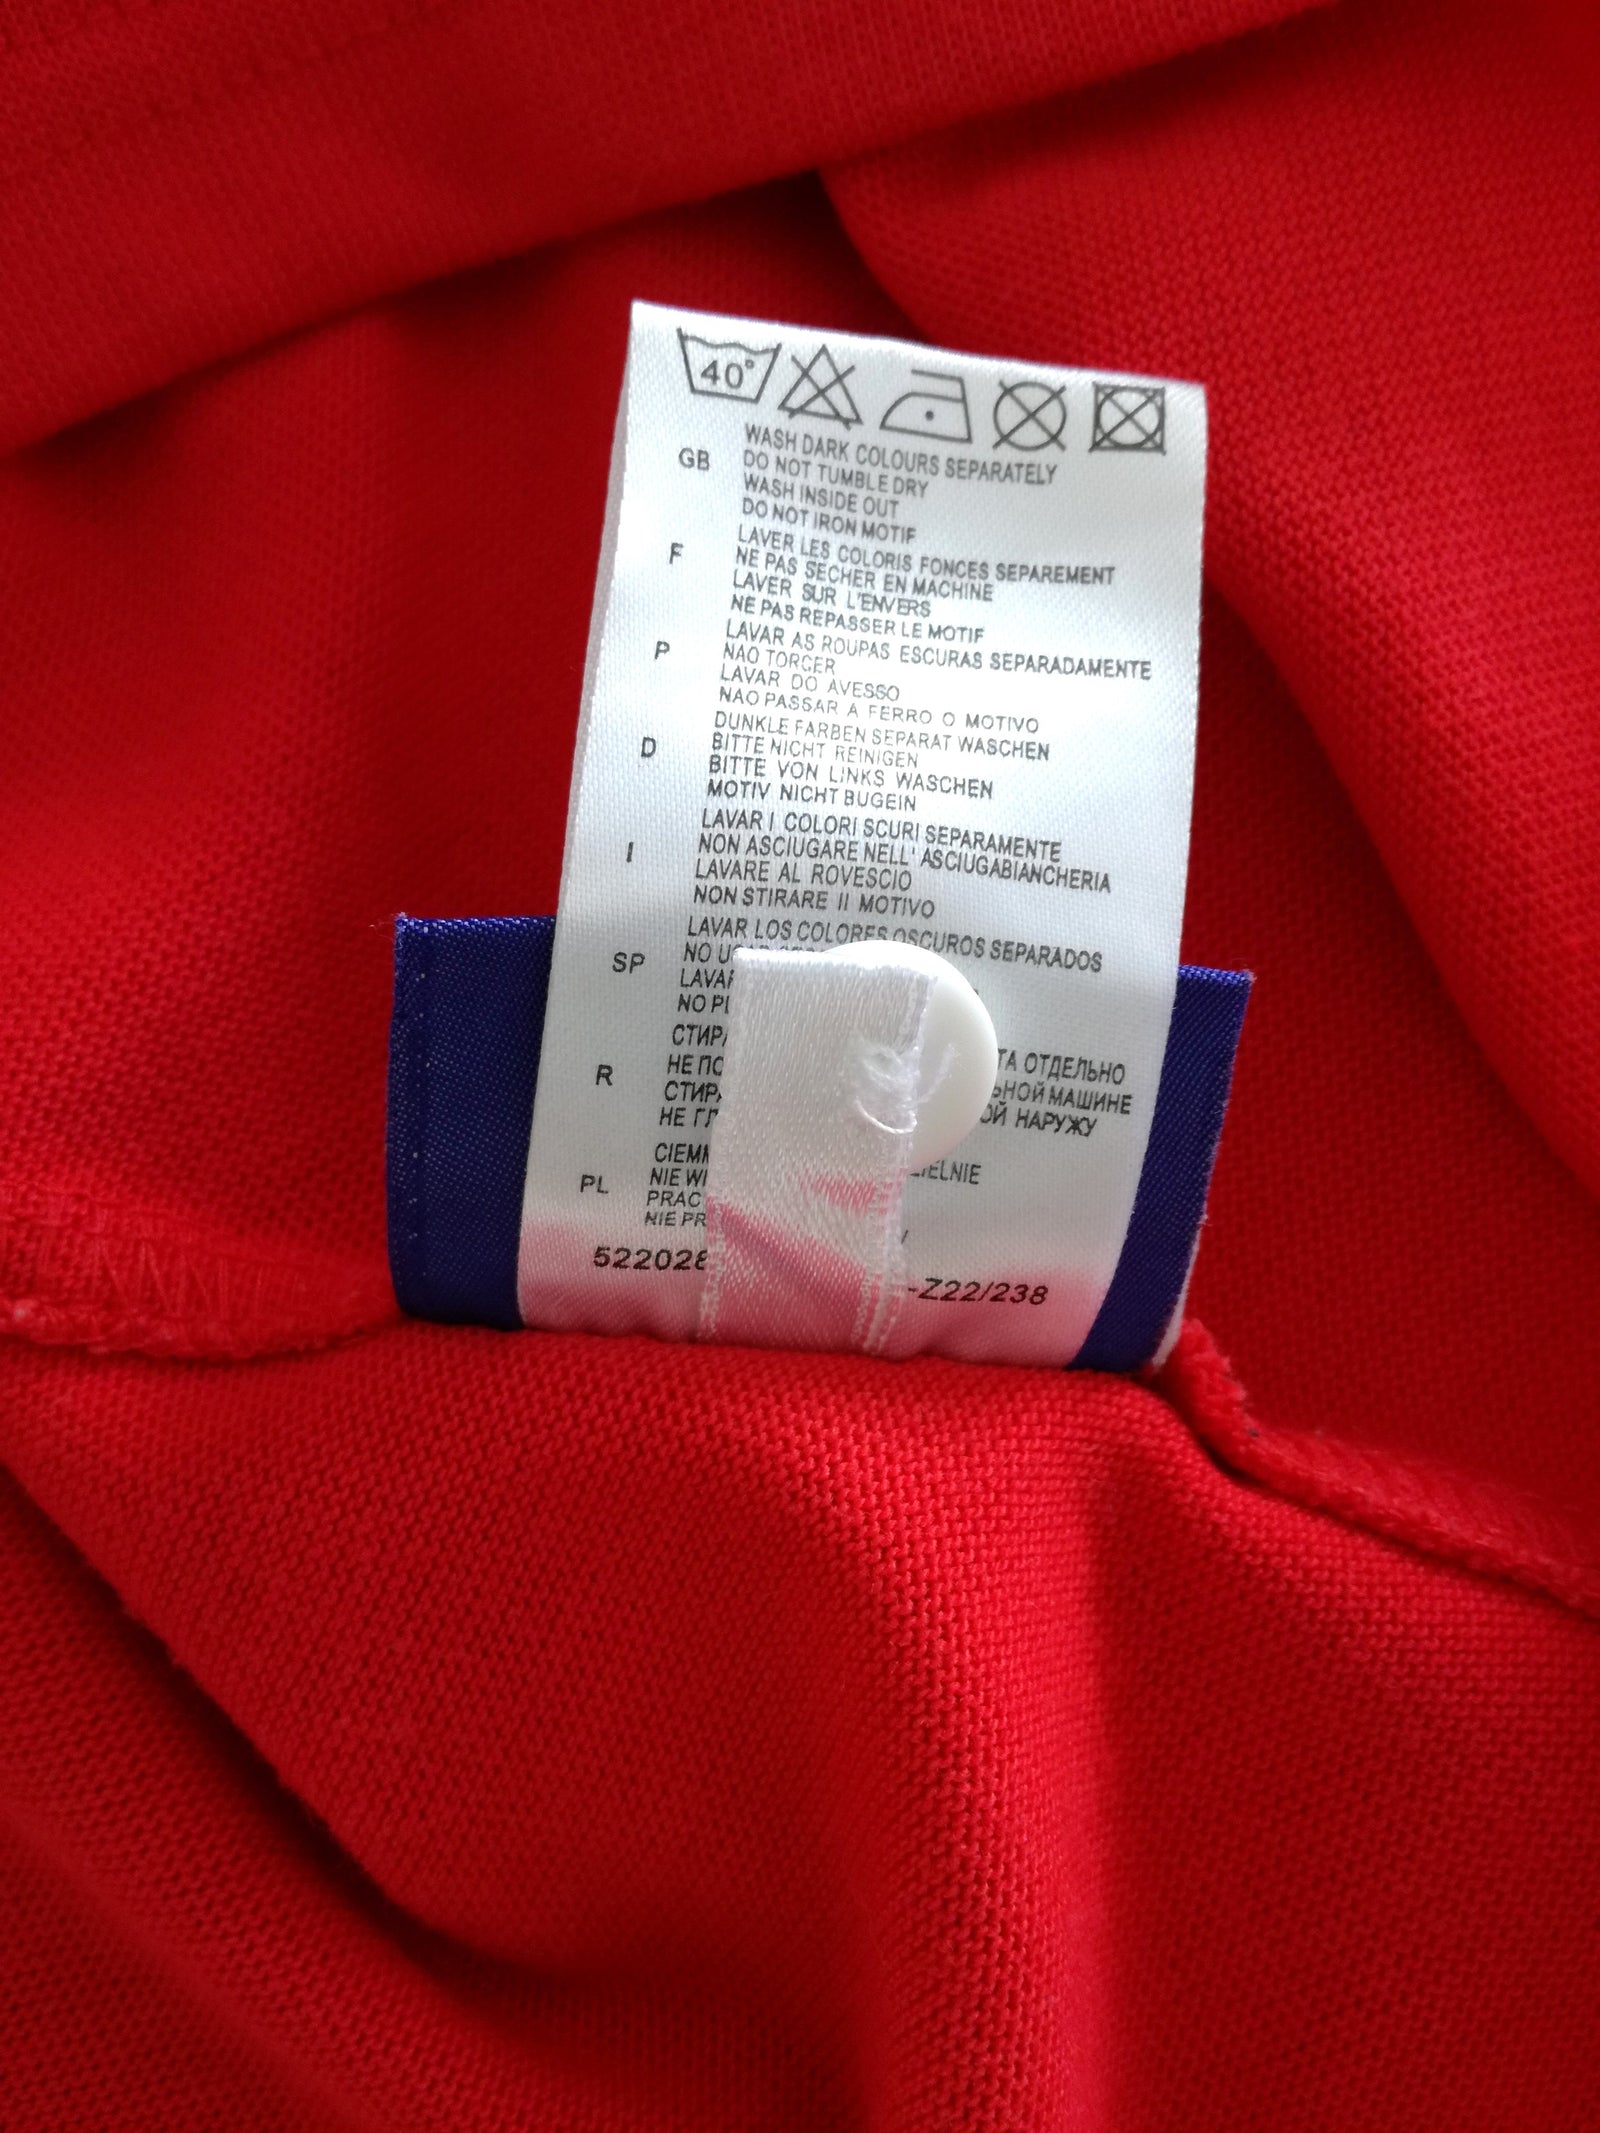 40°
GB
WASH DARK COLOURS SEPARATELY
DO NOT TUMBLE DRY
WASH INSIDE OUT
DO NOT IRON MOTIF
F
LAVER LES COLORIS FONCES SEPAREMENT
NE PAS SECHER EN MACHINE
LAVER SUR L'ENVERS
NE PAS REPASSER LE MOTIF
P
LAVAR AS ROUPAS ESCURAS SEPARADAMENTE
NAO TORCER
LAVAR DO AVESSO
NAO PASSAR A FERRO O MOTIVO
D
DUNKLE FARBEN SEPARAT WASCHEN
BITTE NICHT REINIGEN
BITTE VON LINKS WASCHEN
MOTIV NICHT BUGEIN
I
LAVAR I COLORI SCURI SEPARAMENTE
NON ASCIUGARE NELL' ASCIUGABIANCHERIA
LAVARE AL ROVESCIO
NON STIRARE II MOTIVO
SP
LAVAR LOS COLORES OSCUROS SEPARADOS
NO
NO
R
ОТДЕЛЬНО
НЕ МАШИНЕ
НАРУЖУ
НЕ
PL
NIE
NIE
-Z22/238